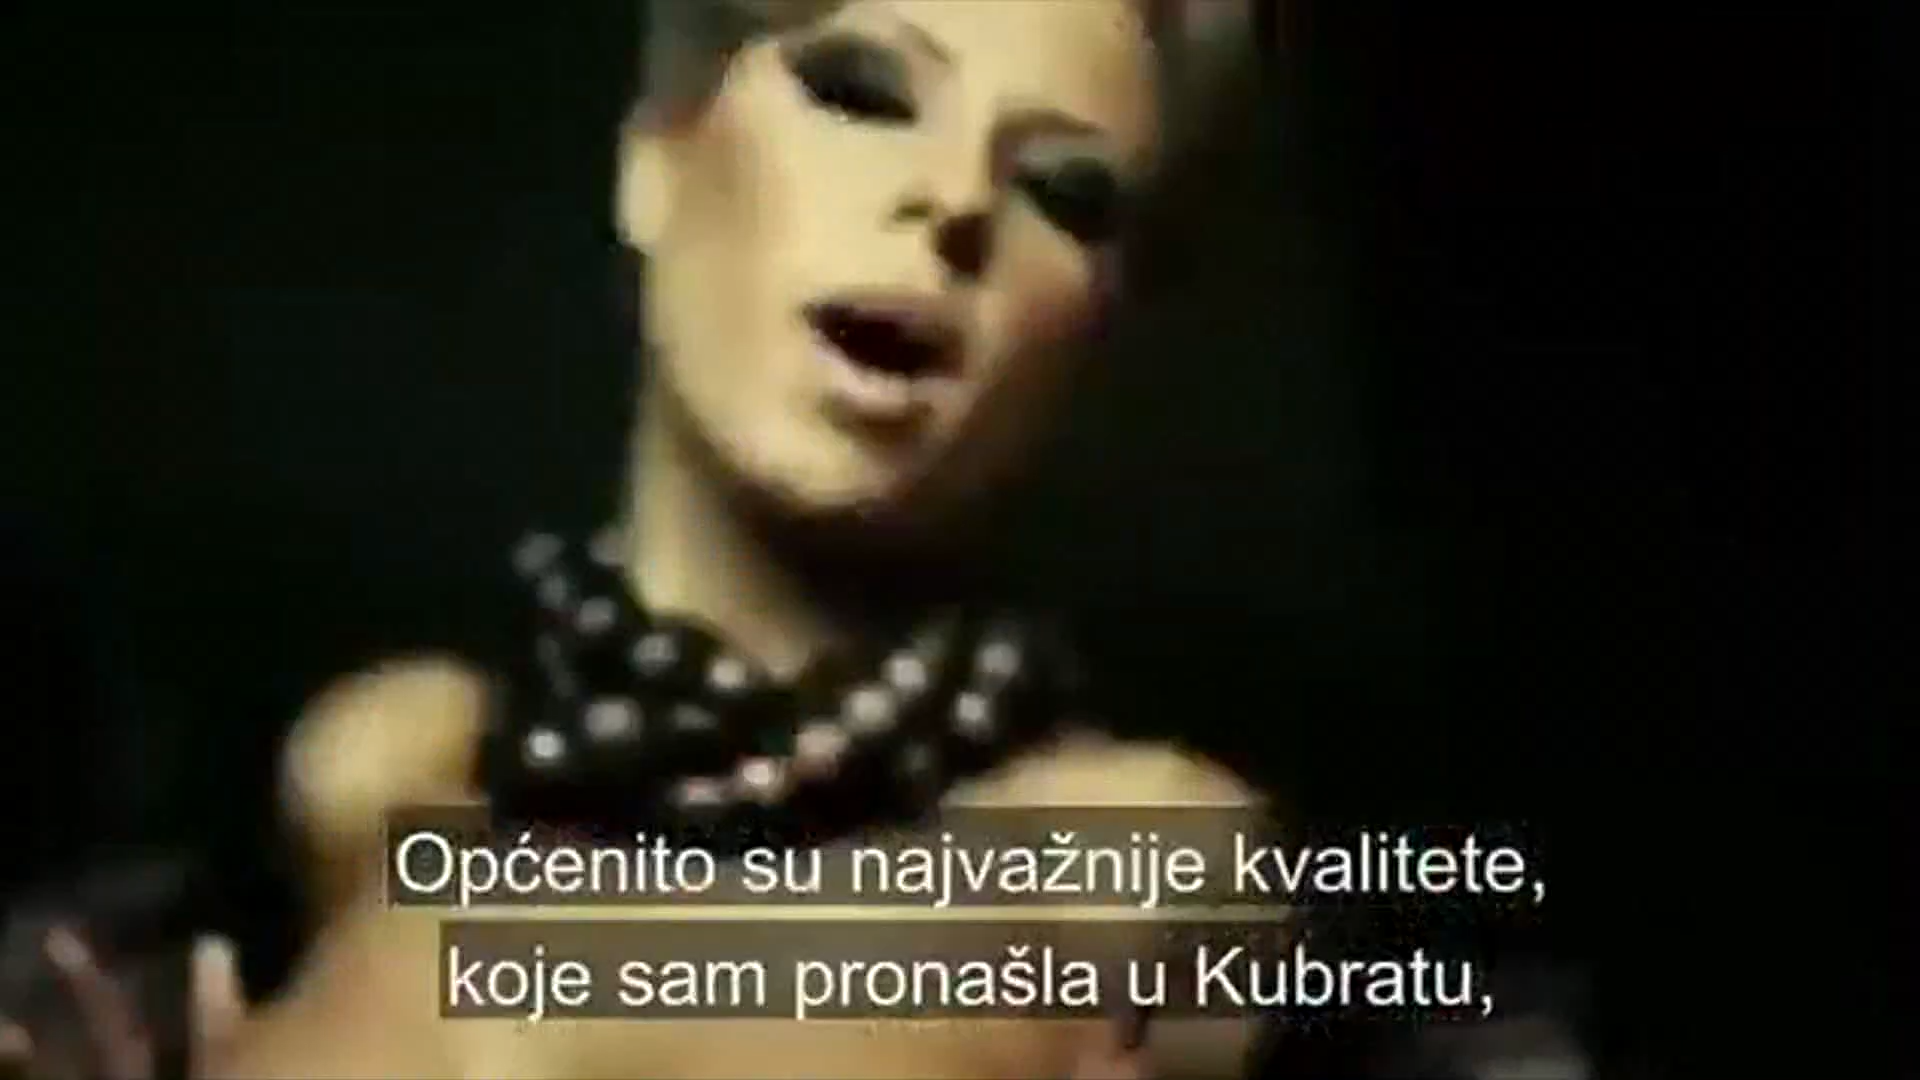 Općenito su najvažnije kvalitete,
koje sam pronašla u Kubratu,